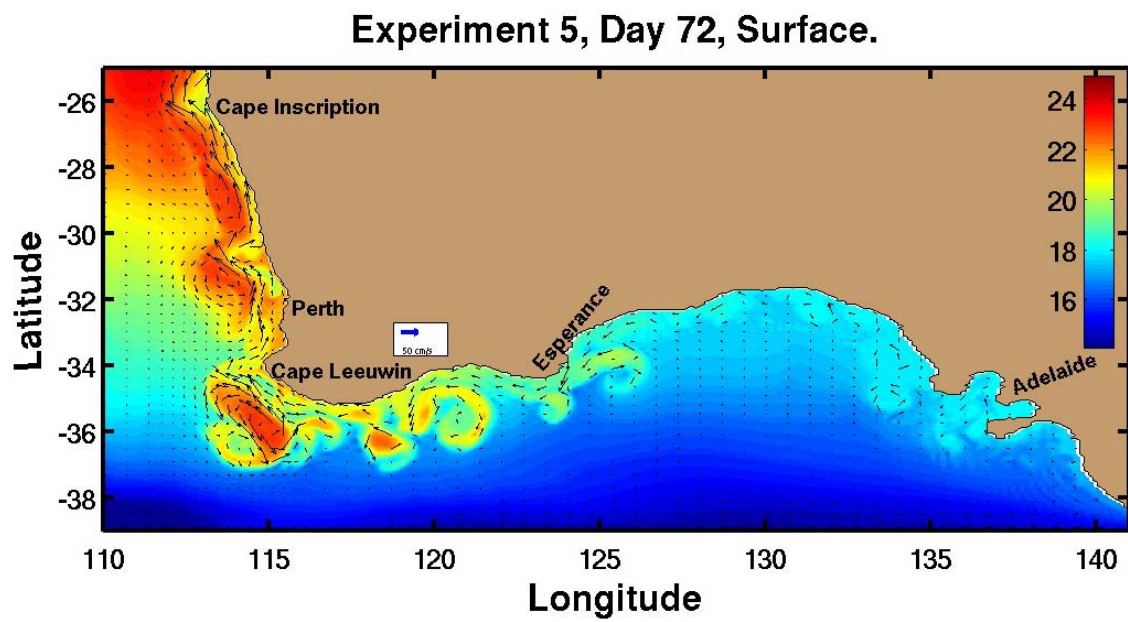 Experiment 5, Day 72, Surface.
-26
-28
-30
-32
-34
-36
-38
Latitude
Cape Inscription
Perth
50 cm/s
Cape Leeuwin
Esperance
Adelaide
24
22
20
18
16
110
115
120
125
130
135
140
Longitude